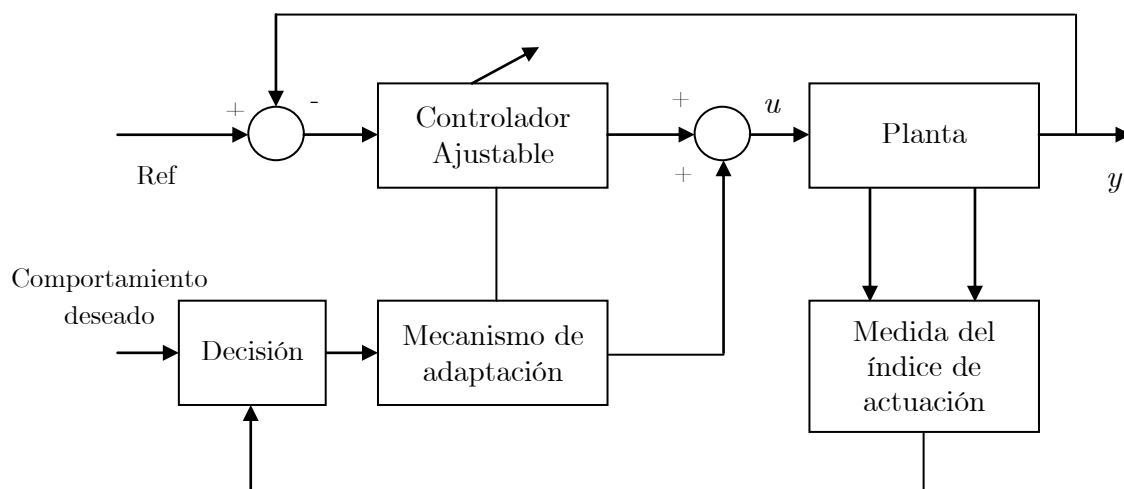 +
-
Controlador
Ajustable
+
u
Planta
Ref
+
y
Comportamiento
deseado
Decisión
Mecanismo de
adaptación
Medida del
índice de
actuación